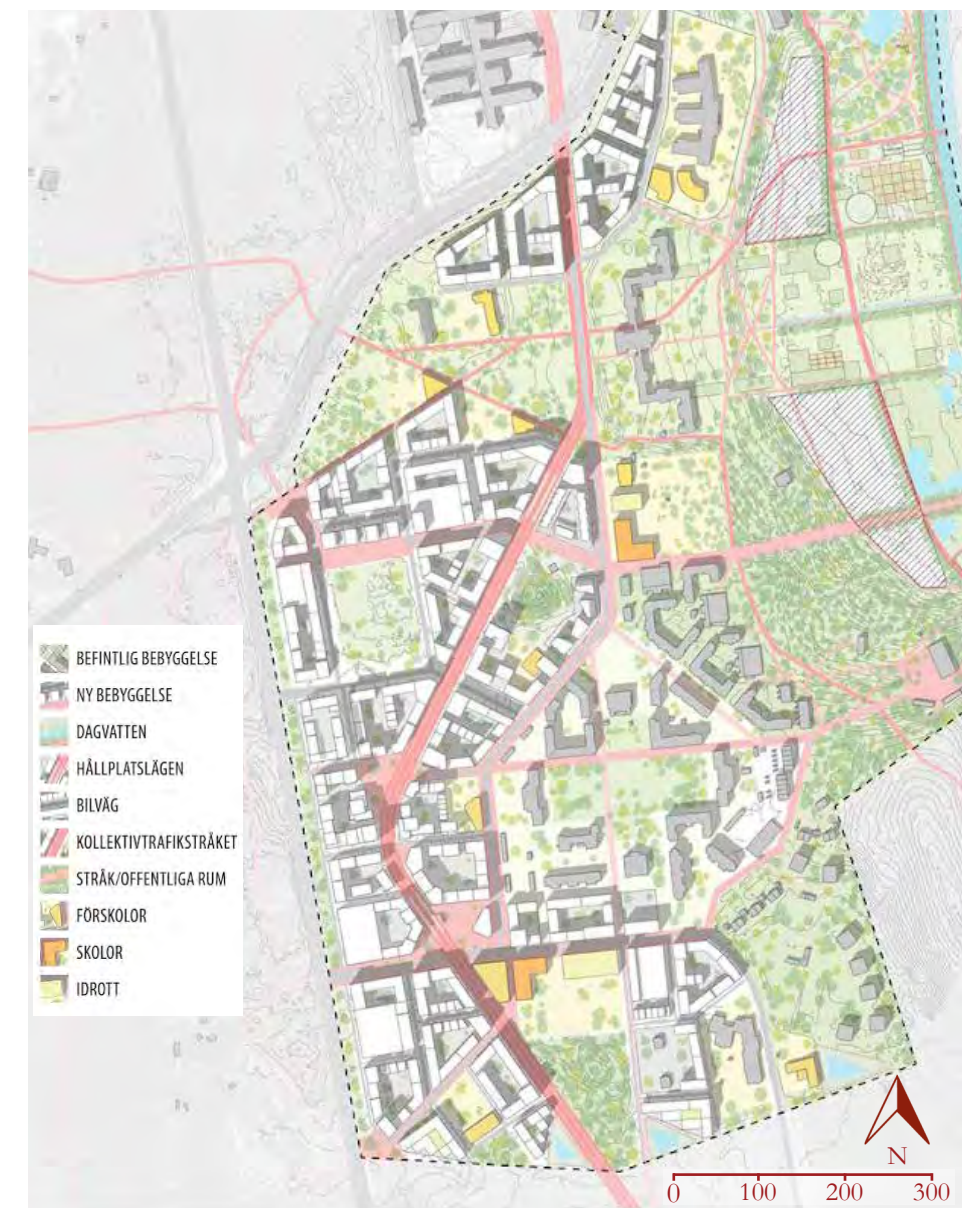 BEFINTLIG BEBYGGELSE
NY BEBYGGELSE
DAGVATTEN
HÅLLPLATSLÄGEN
BILVÄG
KOLLEKTIVTRAFIKSTRÅKET
STRÅK/OFFENTLIGA RUM
FÖRSKOLOR
SKOLOR
IDROTT
N
0 100 200 300